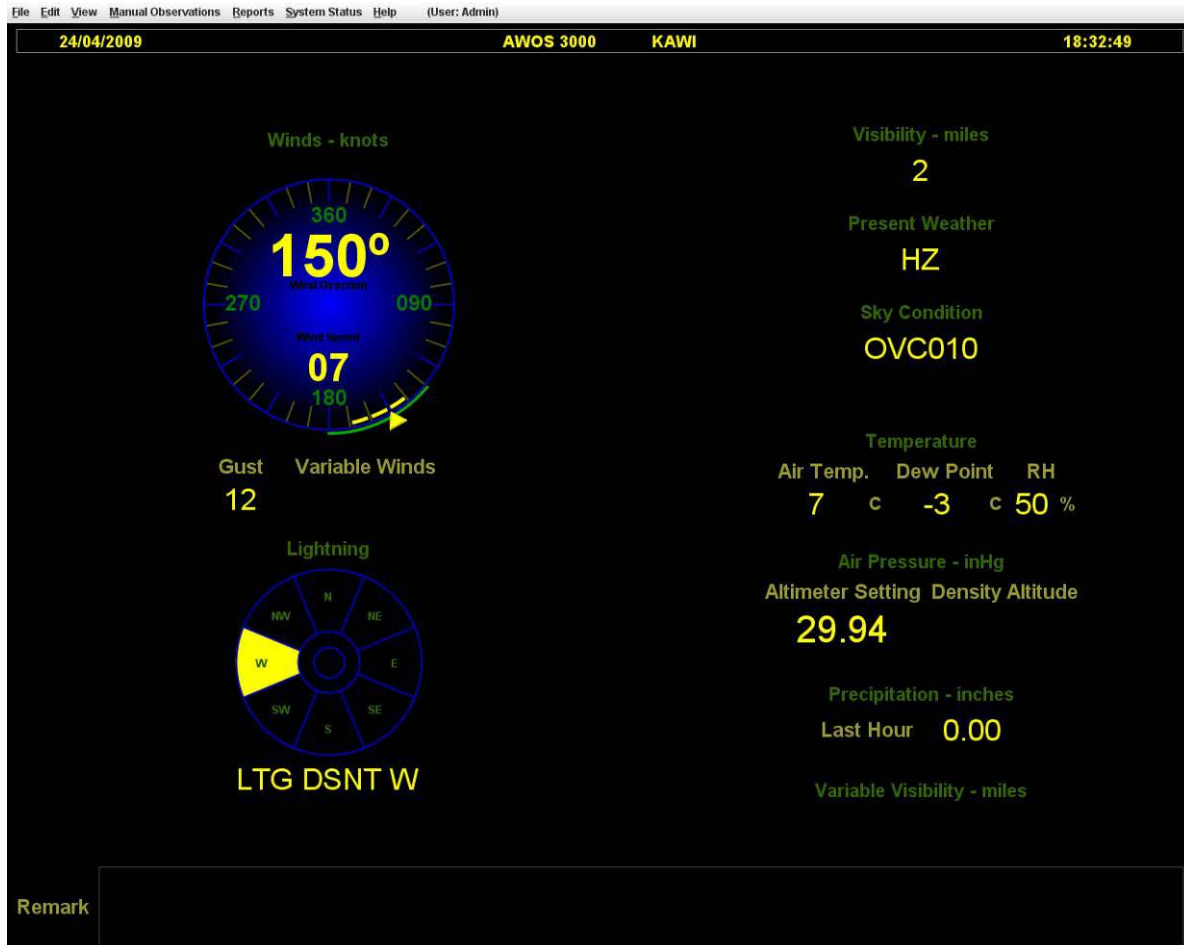 File Edit View Manual Observations Reports System Status Help (User: Admin)
24/04/2009 AWOS 3000 KAWI 18:32:49
Winds - knots
360
150º
Wind Direction
270 090
Wind Speed
07
180
Gust Variable Winds
12
Lightning
N
NW NE
W E
SW SE
S
LTG DSNT W
Visibility - miles
2
Present Weather
HZ
Sky Condition
OVC010
Temperature
Air Temp. Dew Point RH
7 C -3 C 50 %
Air Pressure - inHg
Altimeter Setting Density Altitude
29.94
Precipitation - inches
Last Hour 0.00
Variable Visibility - miles
Remark